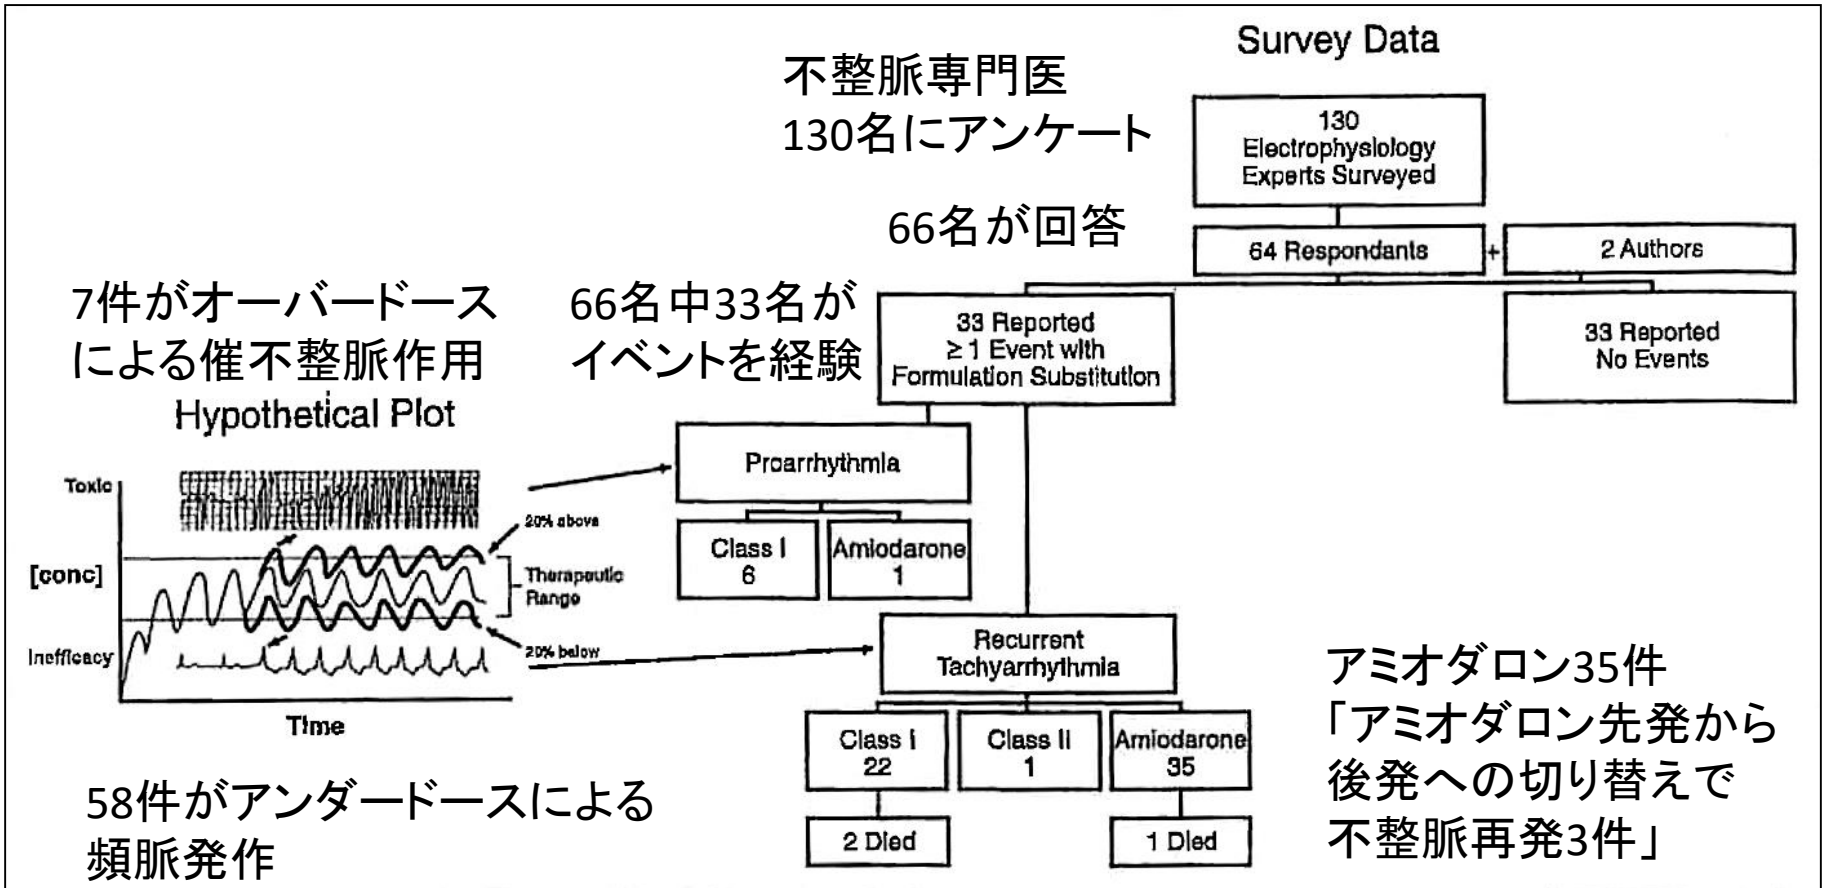 Survey Data
不整脈専門医
130名にアンケート
130
Electrophysiology
Experts Surveyed
66名が回答
64 Respondants
+
2 Authors
7件がオーバードース
による催不整脈作用
66名中33名が
イベントを経験
33 Reported
≥ 1 Event with
Formulation Substitution
33 Reported
No Events
Hypothetical Plot
Proarrhythmia
Class I
6
Amiodarone
1
Toxic
20% above
[conc]
Therapeutic
Range
Inefficacy
20% below
Time
Recurrent
Tachyarrhythmia
Class I
22
Class II
1
Amiodarone
35
2 Died
1 Died
アミオダロン35件
「アミオダロン先発から
後発への切り替えで
不整脈再発3件」
58件がアンダードースによる
頻脈発作